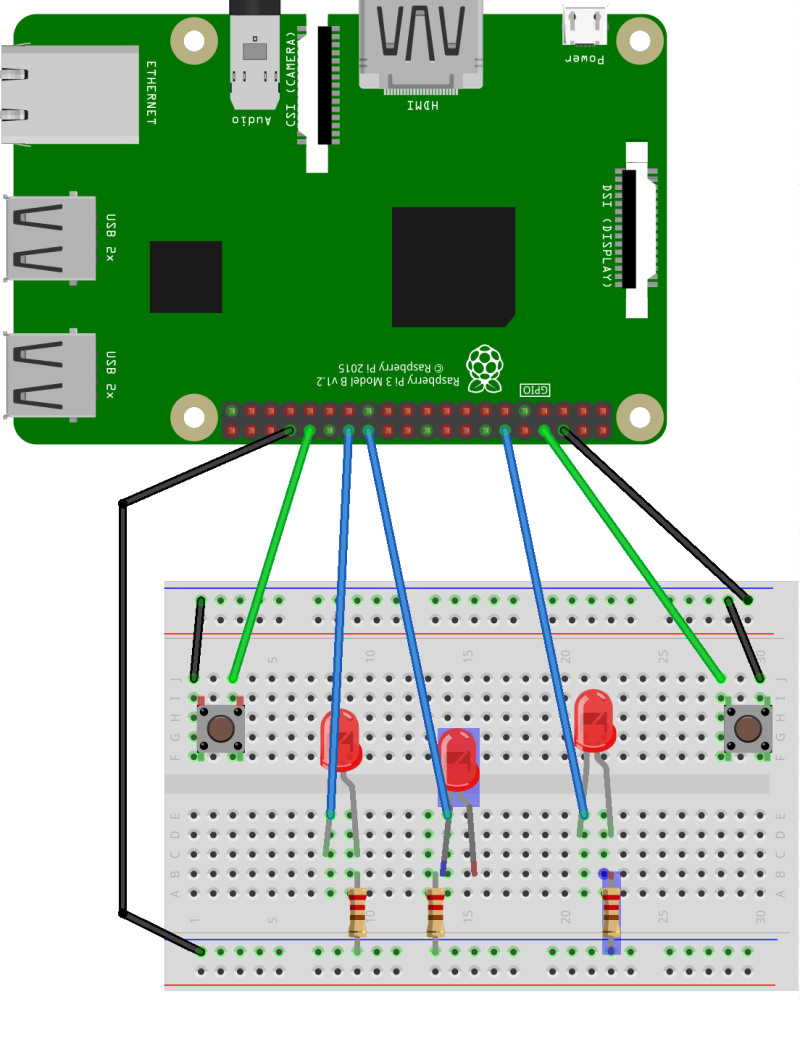 Power
ETHERNET
CSI (CAMERA)
Audio
HDMI
DSI (DISPLAY)
USB 2x
USB 2x
Raspberry Pi 3 Model B v1.2
© Raspberry Pi 2015
GPIO
5 10 15 20 25 30
J J
I I
H H
G G
F F
E E
D D
C C
B B
A A
1 5 10 15 20 25 30